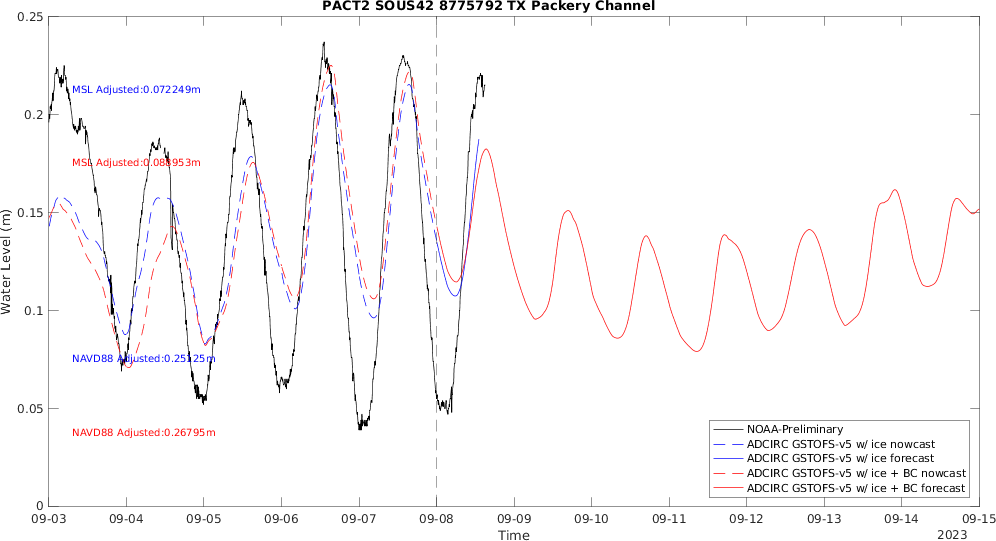 PACT2 SOUS42 8775792 TX Packery Channel
0.25
0.2
0.15
0.1
0.05
0
Water Level (m)
MSL Adjusted:0.072249m
MSL Adjusted:0.088953m
NAVD88 Adjusted:0.25125m
NAVD88 Adjusted:0.26795m
NOAA-Preliminary
ADCIRC GSTOFS-v5 w/ ice nowcast
ADCIRC GSTOFS-v5 w/ ice forecast
ADCIRC GSTOFS-v5 w/ ice + BC nowcast
ADCIRC GSTOFS-v5 w/ ice + BC forecast
09-03 09-04 09-05 09-06 09-07 09-08 09-09 09-10 09-11 09-12 09-13 09-14 09-15
Time
2023